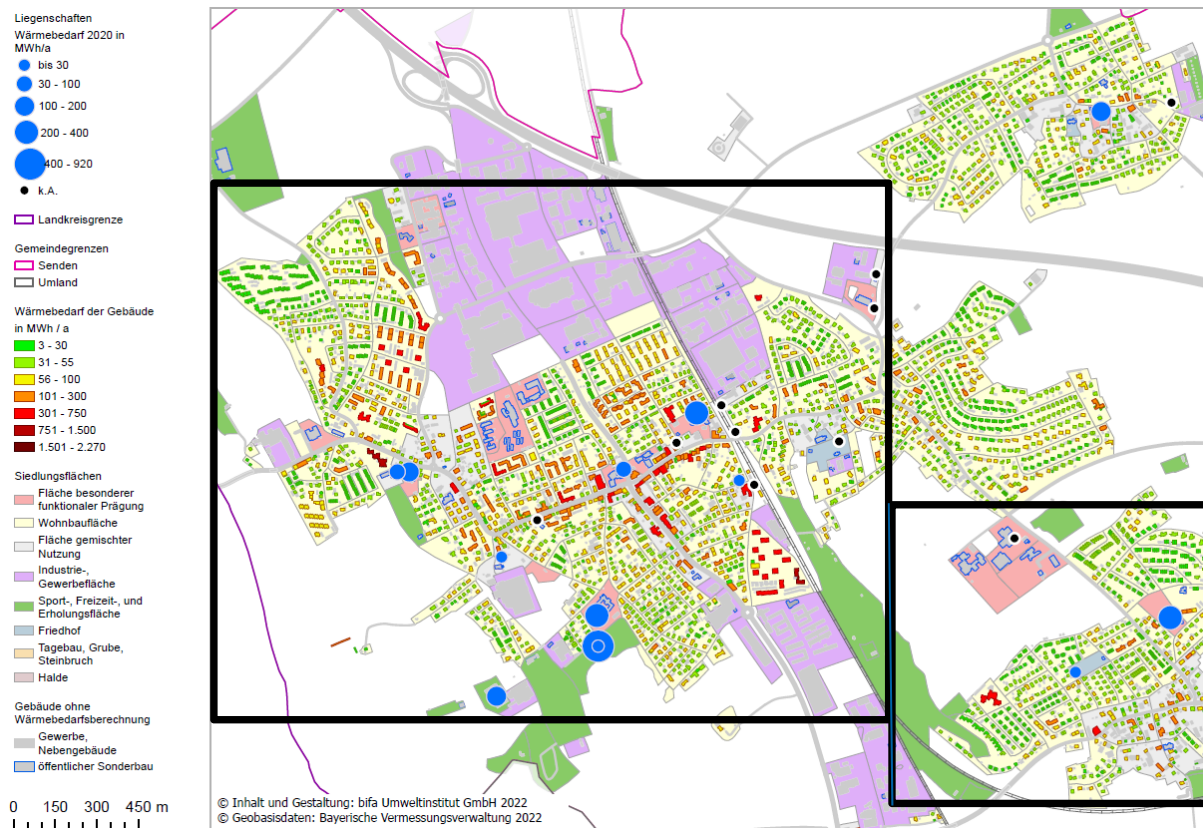 Liegenschaften
Wärmebedarf 2020 in
MWh/a
bis 30
30 - 100
100 - 200
200 - 400
400 - 920
k.A.
Landkreisgrenze
Gemeindegrenzen
Senden
Umland
Wärmebedarf der Gebäude
in MWh / a
3 - 30
31 - 55
56 - 100
101 - 300
301 - 750
751 - 1.500
1.501 - 2.270
Siedlungsflächen
Fläche besonderer
funktionaler Prägung
Wohnbaufläche
Fläche gemischter
Nutzung
Industrie-,
Gewerbefläche
Sport-, Freizeit-, und
Erholungsfläche
Friedhof
Tagebau, Grube,
Steinbruch
Halde
Gebäude ohne
Wärmebedarfsberechnung
Gewerbe,
Nebengebäude
öffentlicher Sonderbau
0 150 300 450 m
© Inhalt und Gestaltung: bifa Umweltinstitut GmbH 2022
© Geobasisdaten: Bayerische Vermessungsverwaltung 2022